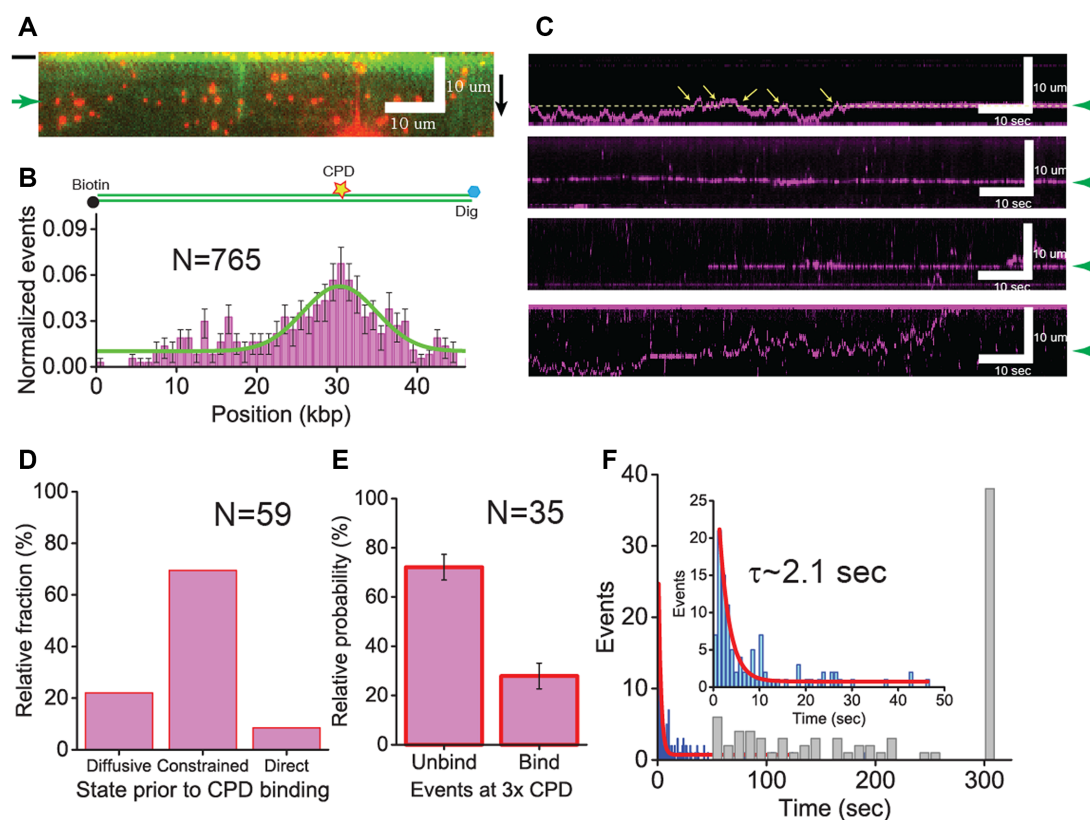 A
10 um
10 um
B
Biotin
CPD
Dig
N=765
0.09
0.06
0.03
0.00
Normalized events
0
10
20
30
40
Position (kbp)
C
10 um
10 sec
10 um
10 sec
10 um
10 sec
10 um
10 sec
D
N=59
100
80
60
40
20
0
Relative fraction (%)
Diffusive
Constrained
Direct
State prior to CPD binding
E
N=35
100
80
60
40
20
0
Relative probability (%)
Unbind
Bind
Events at 3x CPD
F
40
30
20
10
0
Events
0
100
200
300
Time (sec)
25
20
15
10
5
0
Events
τ~2.1 sec
0
10
20
30
40
50
Time (sec)